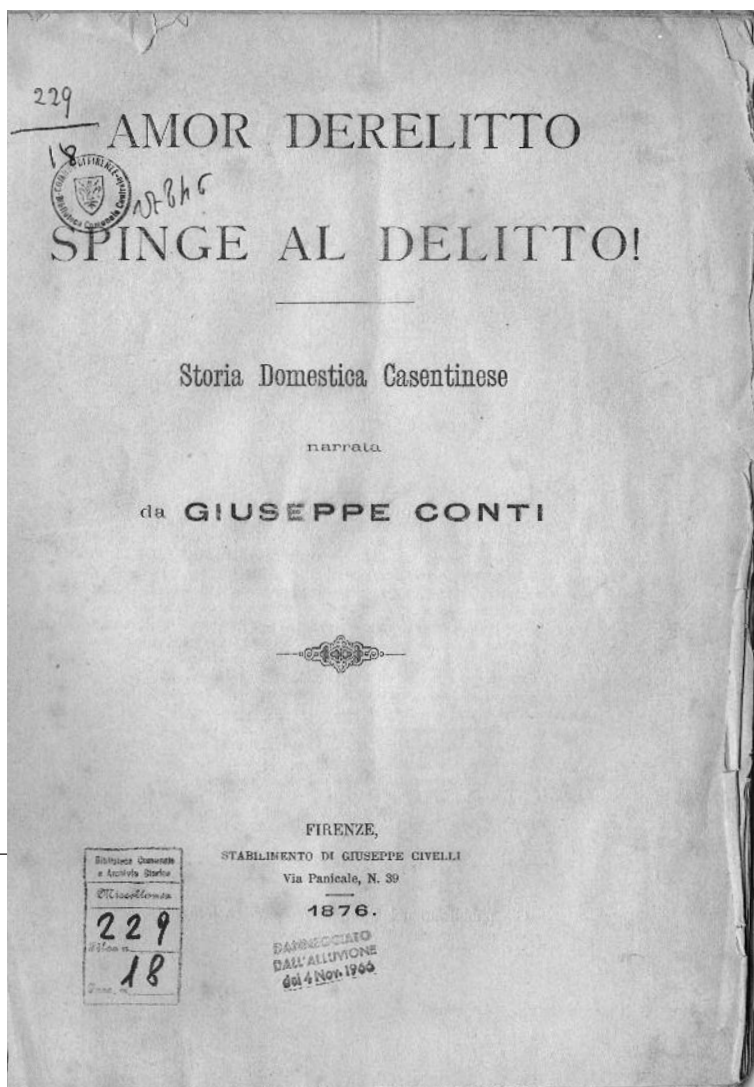 229
18
AMOR DERELITTO
SPINGE AL DELITTO!
Storia Domestica Casentinese
narrata
da GIUSEPPE CONTI
FIRENZE,
STABILIMENTO DI GIUSEPPE CIVELLI
Via Panicale, N. 39
1876.
Biblioteca Comunale
e Archivio Storico
Miscellanea
229
Filza n.
18
DANNEGGIATO
DALL'ALLUVIONE
del 4 Nov. 1966